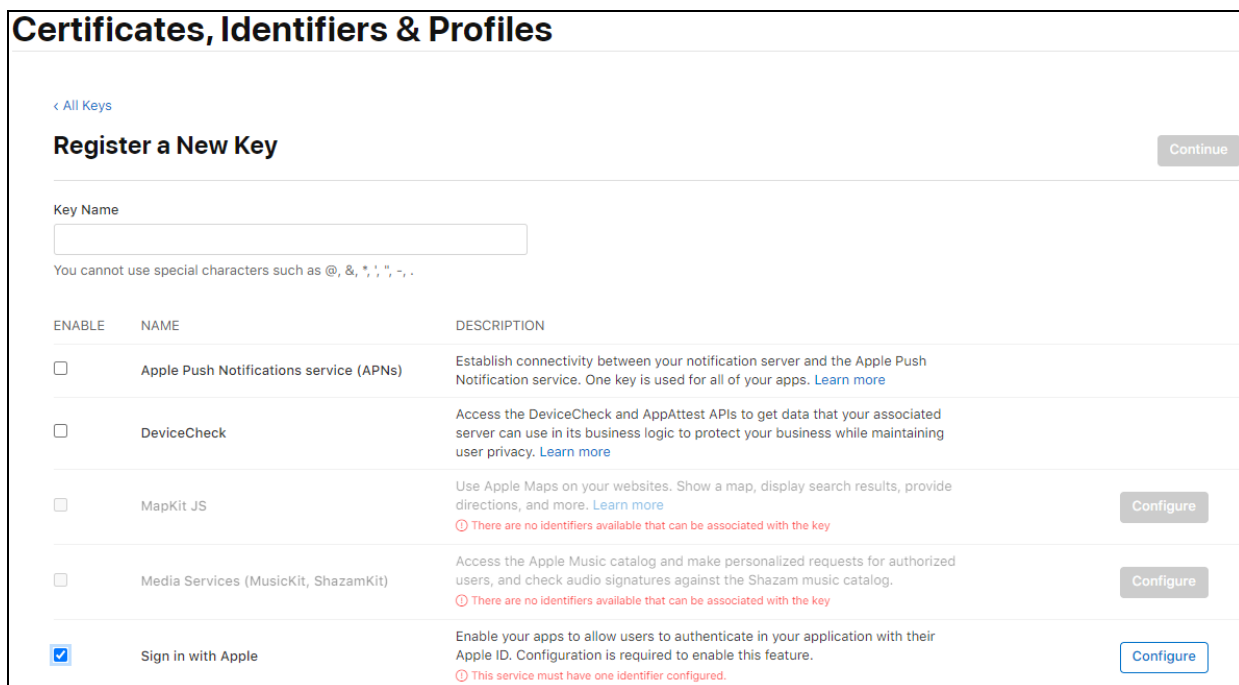 Certificates, Identifiers & Profiles
‹ All Keys
Register a New Key
Continue
Key Name
You cannot use special characters such as @, &, *, ', ", -, .
ENABLE NAME DESCRIPTION
Apple Push Notifications service (APNs)
Establish connectivity between your notification server and the Apple Push
Notification service. One key is used for all of your apps. Learn more
DeviceCheck
Access the DeviceCheck and AppAttest APIs to get data that your associated
server can use in its business logic to protect your business while maintaining
user privacy. Learn more
MapKit JS
Use Apple Maps on your websites. Show a map, display search results, provide
directions, and more. Learn more
There are no identifiers available that can be associated with the key
Configure
Media Services (MusicKit, ShazamKit)
Access the Apple Music catalog and make personalized requests for authorized
users, and check audio signatures against the Shazam music catalog.
There are no identifiers available that can be associated with the key
Configure
Sign in with Apple
Enable your apps to allow users to authenticate in your application with their
Apple ID. Configuration is required to enable this feature.
This service must have one identifier configured.
Configure